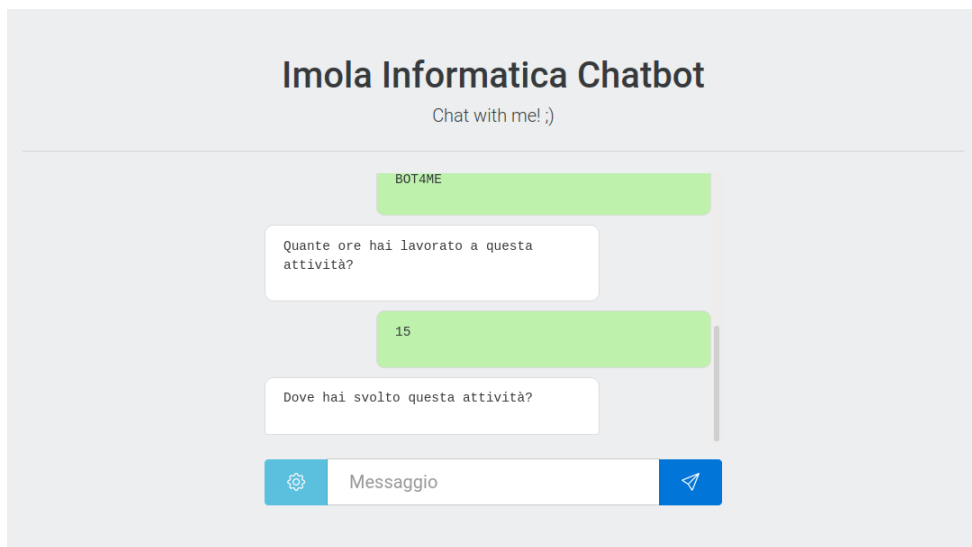 Imola Informatica Chatbot
Chat with me! ;)
BOT4ME
Quante ore hai lavorato a questa
attività?
15
Dove hai svolto questa attività?
Messaggio